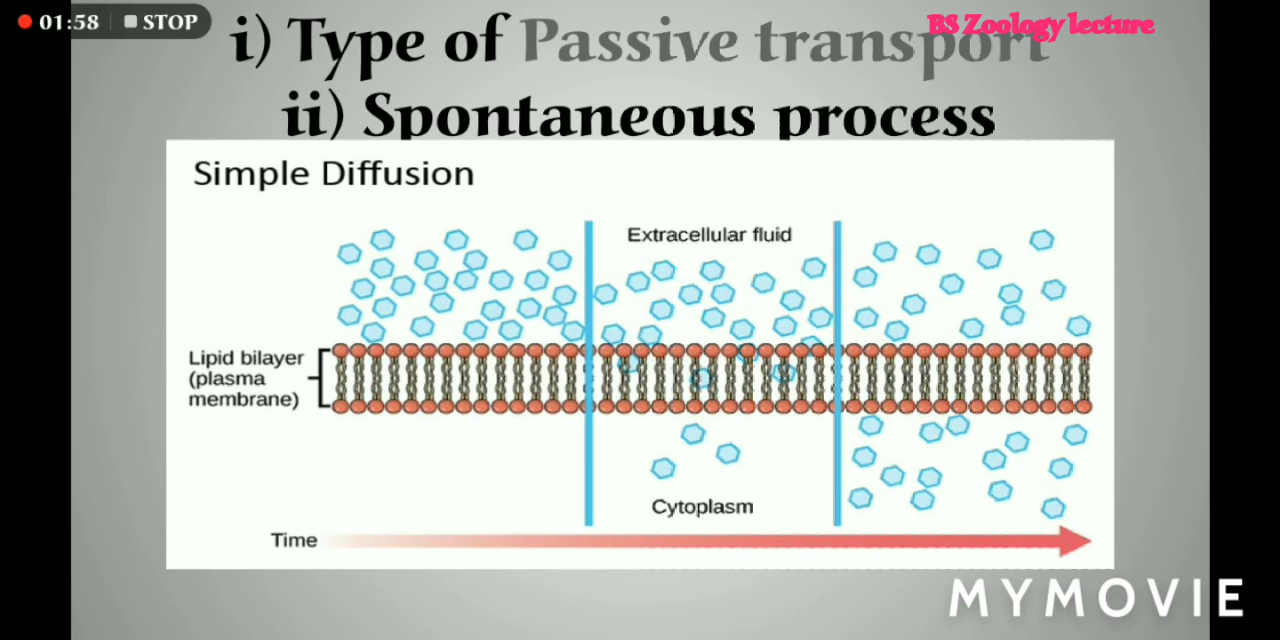 01:58 STOP
BS Zoology lecture
i) Type of Passive transport
ii) Spontaneous process
Simple Diffusion
Extracellular fluid
Lipid bilayer
(plasma
membrane)
Cytoplasm
Time
MYMOVIE